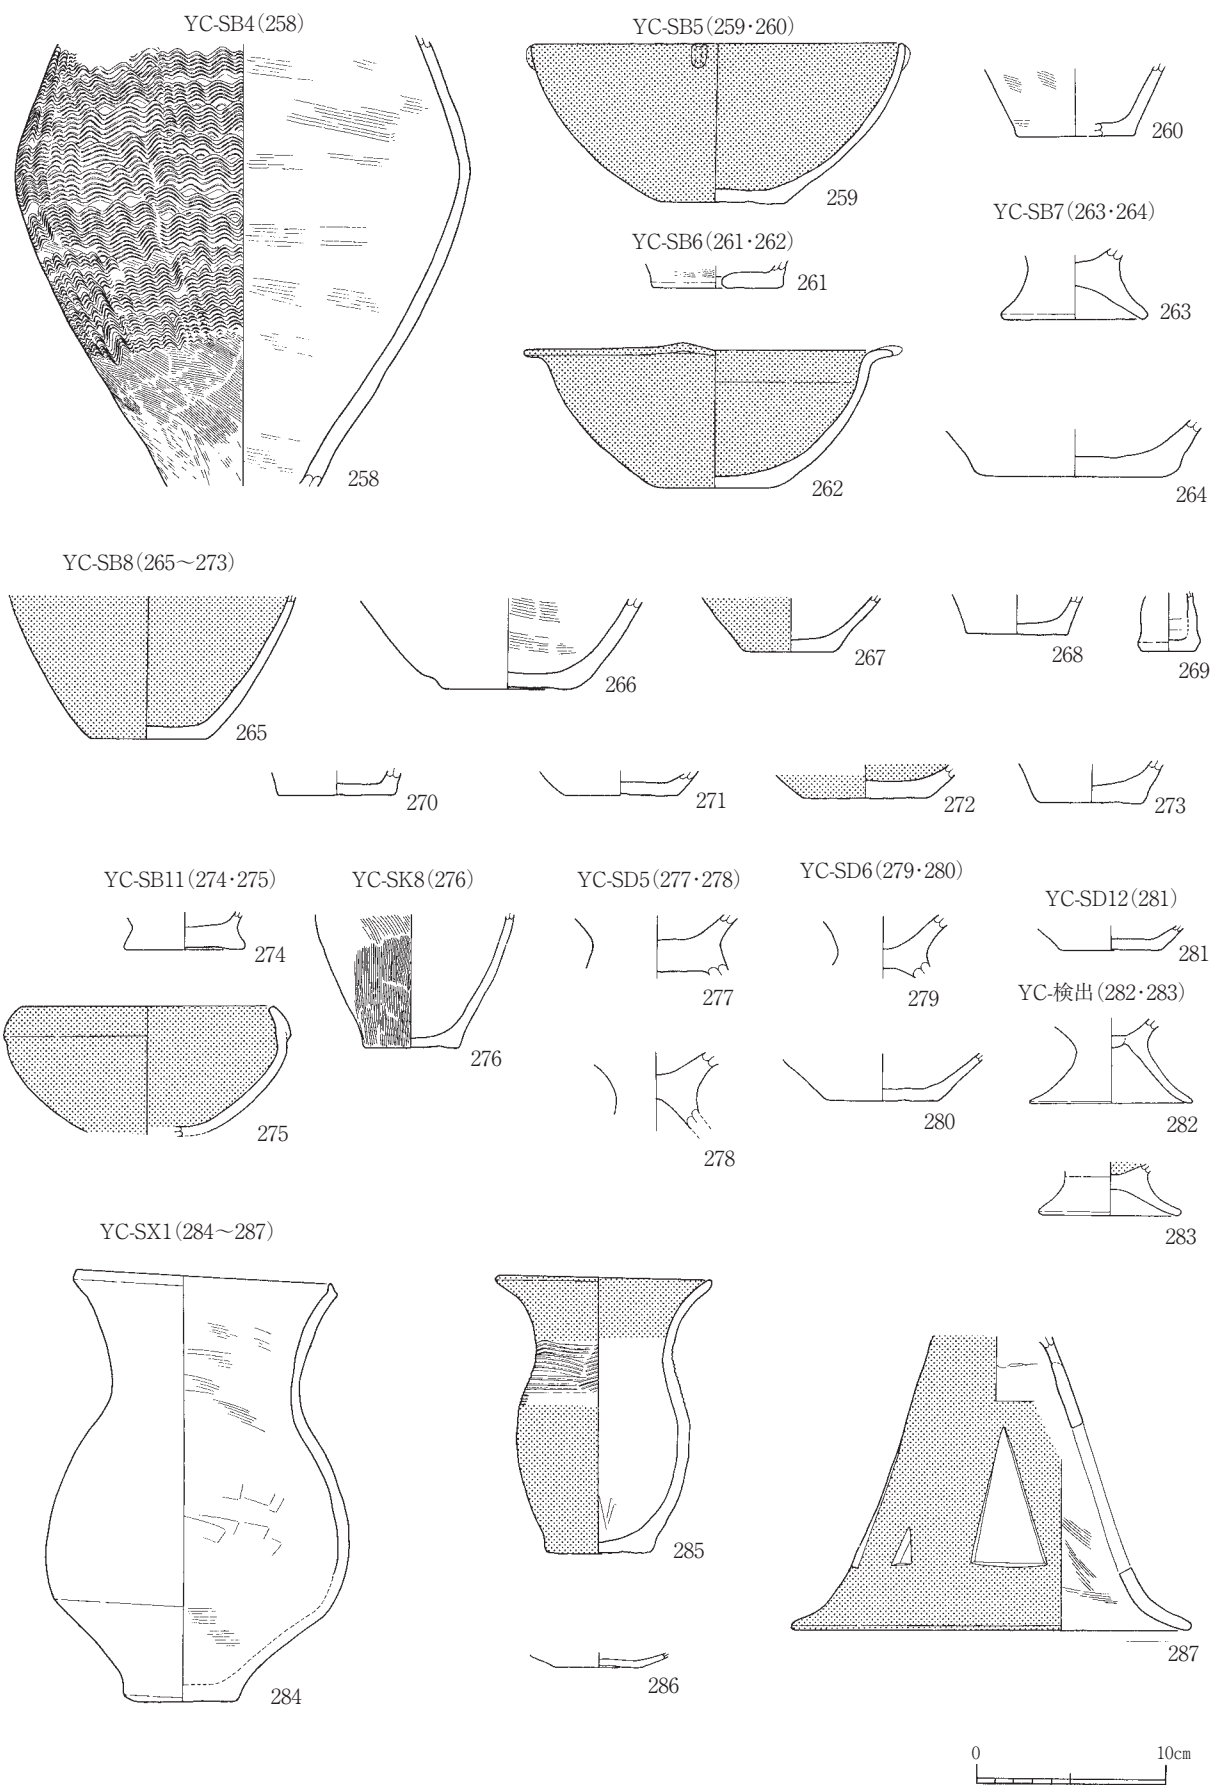 YC-SB4(258)
258
YC-SB5(259・260)
259
260
YC-SB6(261・262)
261
262
YC-SB7(263・264)
263
264
YC-SB8(265～273)
265
266
267
268
269
270
271
272
273
YC-SB11(274・275)
274
275
YC-SK8(276)
276
YC-SD5(277・278)
277
278
YC-SD6(279・280)
279
280
YC-SD12(281)
281
YC-検出(282・283)
282
283
YC-SX1(284～287)
284
285
286
287
0 10cm